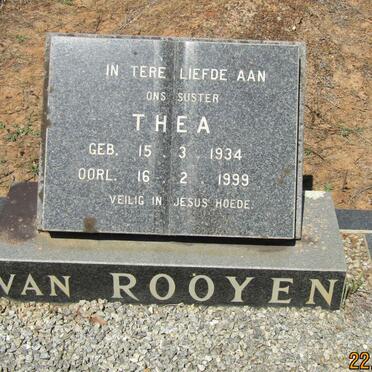 IN TERE LIEFDE AAN
ONS SUSTER
THEA
GEB. 15.3.1934
OORL. 16.2.1999
VEILIG IN JESUS HOEDE.
VAN ROOYEN
22.